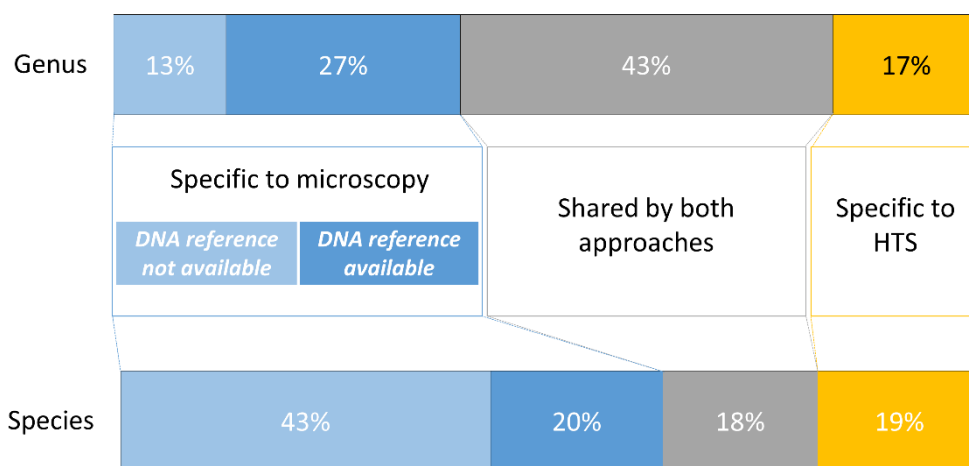 Genus
13%
27%
43%
17%
Specific to microscopy
DNA reference
not available
DNA reference
available
Shared by both
approaches
Specific to
HTS
Species
43%
20%
18%
19%